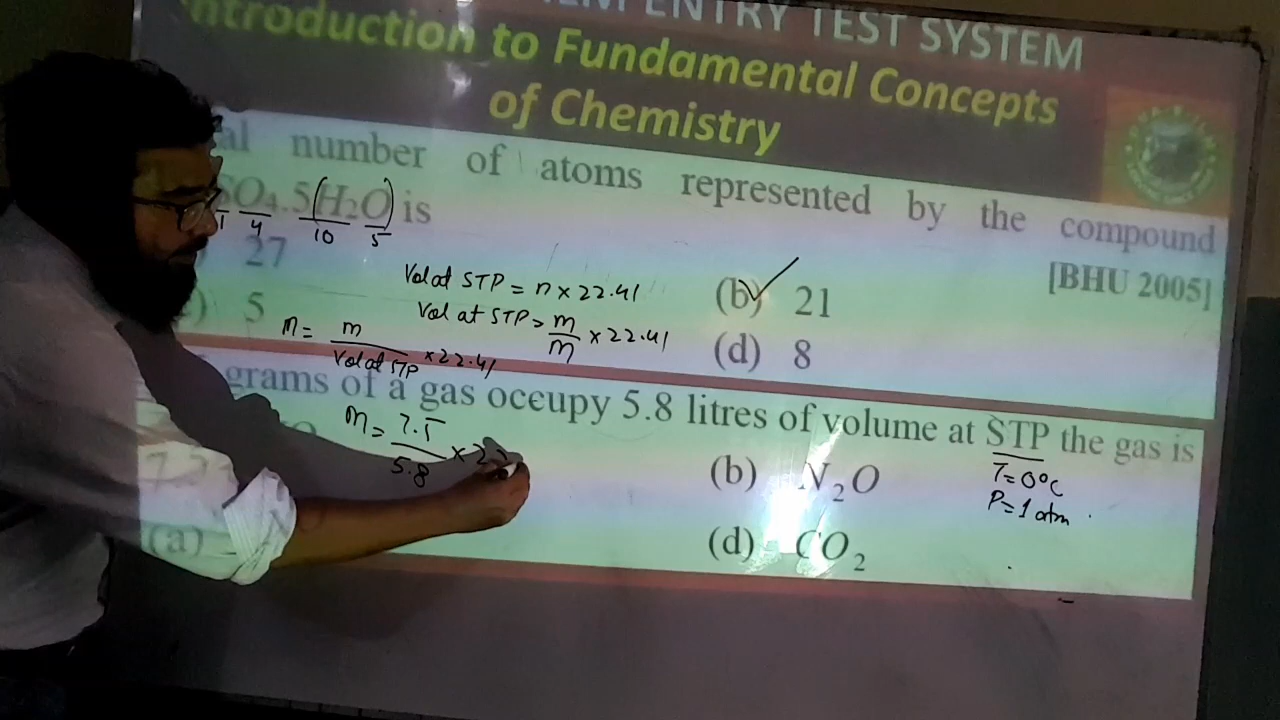 ENTRY TEST SYSTEM
ntroduction to Fundamental Concepts
of Chemistry
al number of atoms represented by the compound
SO4.5(H2O) is
1 4 10 5
[BHU 2005]
27
(b) 21
) 5
(d) 8
Vol at STP = n × 22.41
Vol at STP = m/M × 22.41
M = m/Vol at STP × 22.41
grams of a gas occupy 5.8 litres of volume at STP the gas is
M = 7.5/5.8 × 22
T=0°C
P=1 atm
(a)
(b) N2O
(d) CO2